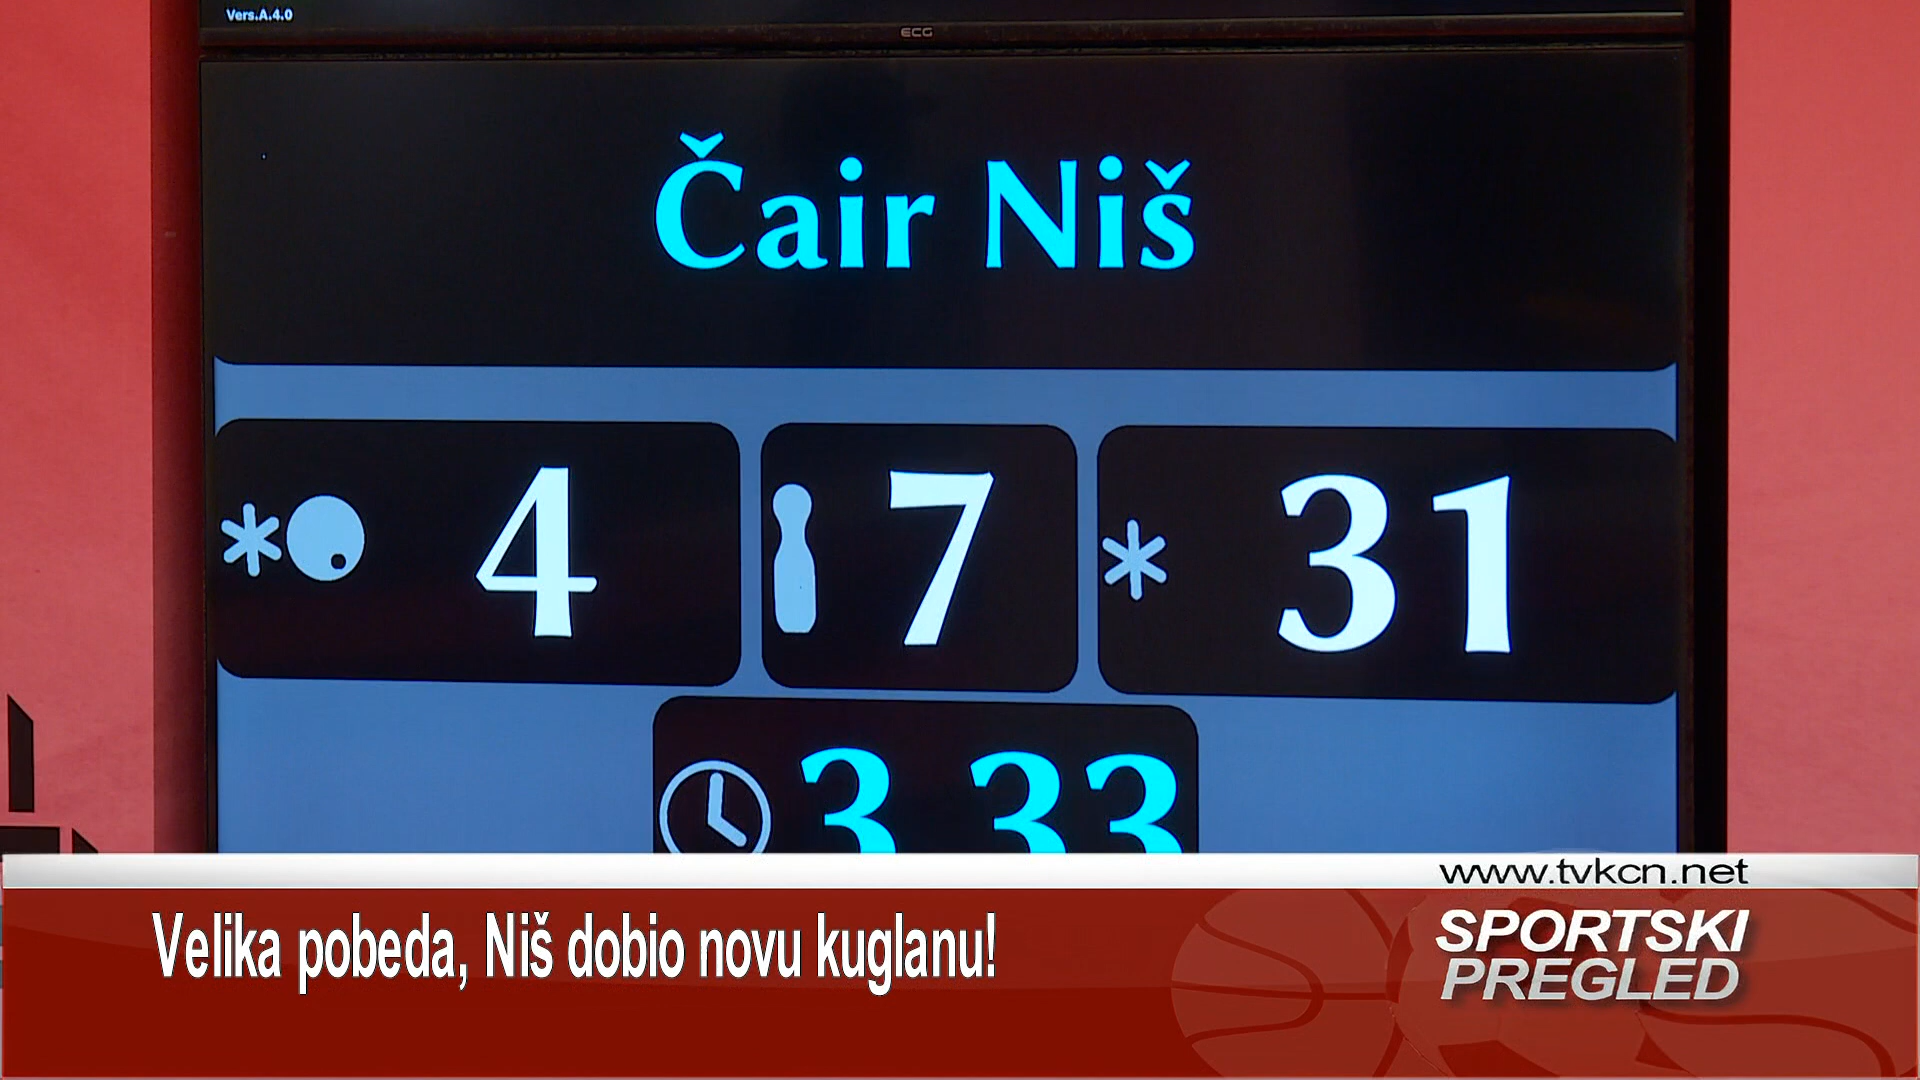 Vers.A.4.0
ECG
Čair Niš
4 7 31
3 33
www.tvkcn.net
Velika pobeda, Niš dobio novu kuglanu!
SPORTSKI
PREGLED